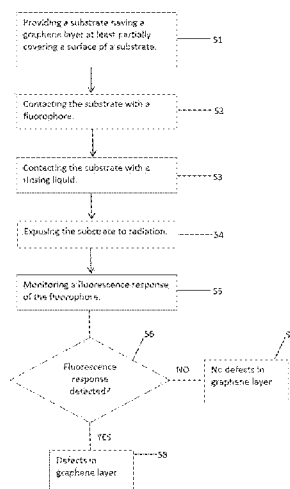 Providing a substrate having a
graphene layer at least partially
covering a surface of a substrate.
S1
Contacting the substrate with a
fluorophore.
S2
Contacting the substrate with a
rinsing liquid.
S3
Exposing the substrate to radiation.
S4
Monitoring a fluorescence response
of the fluorophore.
S5
S6
Fluorescence
response
detected?
NO
No defects in
graphene layer
YES
Defects in
graphene layer
S8